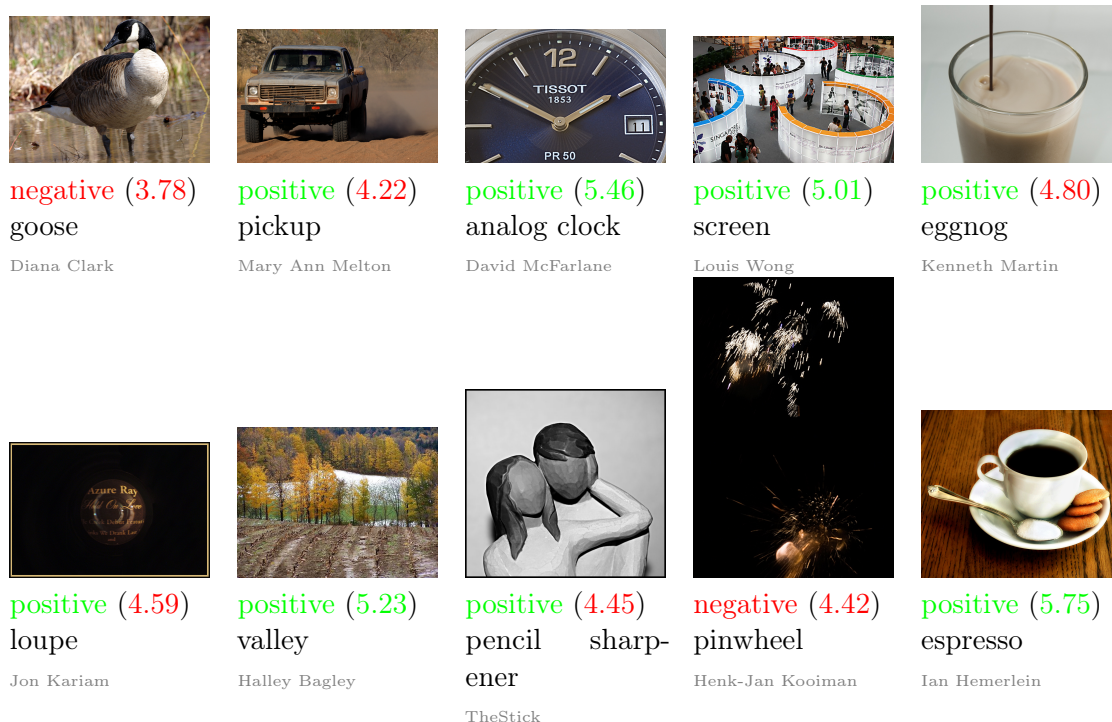 12
TISSOT
1853
11
PR 50
SINGAPORE
negative (3.78)
goose
Diana Clark
positive (4.22)
pickup
Mary Ann Melton
positive (5.46)
analog clock
David McFarlane
positive (5.01)
screen
Louis Wong
positive (4.80)
eggnog
Kenneth Martin
Azure Ray
positive (4.59)
loupe
Jon Kariam
positive (5.23)
valley
Halley Bagley
positive (4.45)
pencil sharp-
ener
TheStick
negative (4.42)
pinwheel
Henk-Jan Kooiman
positive (5.75)
espresso
Ian Hemerlein